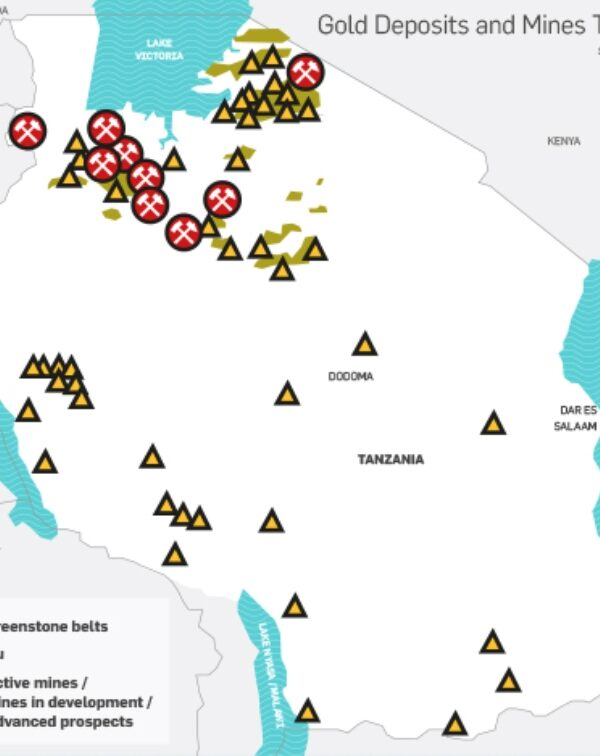 Gold Deposits and Mines T
LAKE
VICTORIA
KENYA
DODOMA
DAR ES
SALAAM
TANZANIA
reenstone belts
u
ctive mines /
ines in development /
dvanced prospects
LAKE NYASA / MALAWI